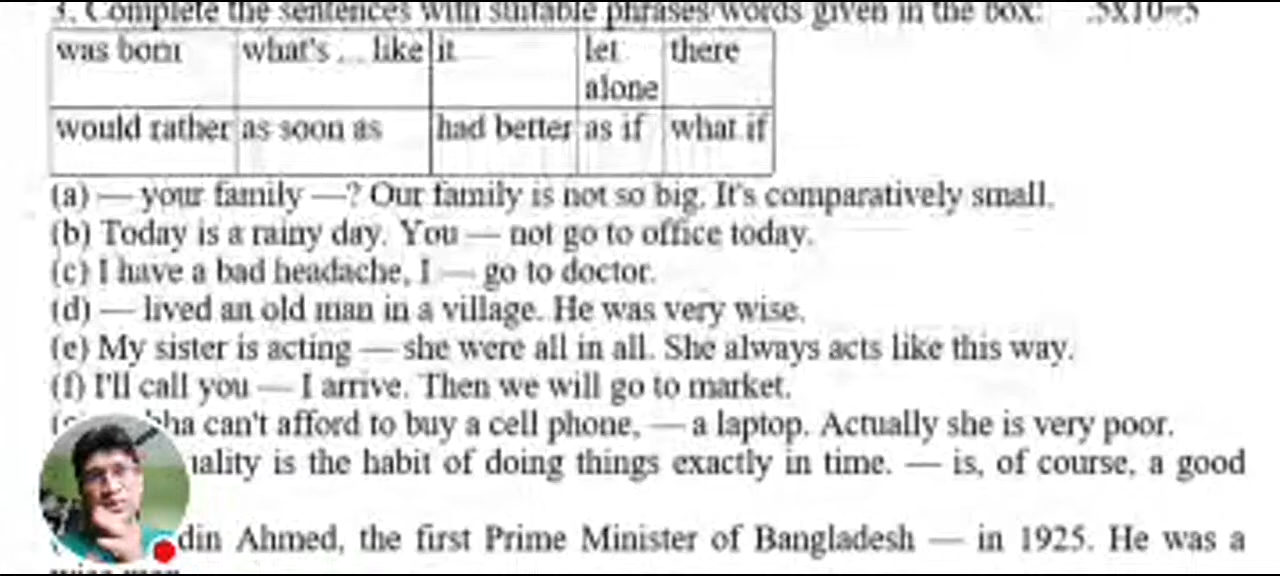 3. Complete the sentences with suitable phrases/words given in the box: .5x10=5
was born what's ... like it let alone there
would rather as soon as had better as if what if
(a) — your family —? Our family is not so big. It's comparatively small.
(b) Today is a rainy day. You — not go to office today.
(c) I have a bad headache, I — go to doctor.
(d) — lived an old man in a village. He was very wise.
(e) My sister is acting — she were all in all. She always acts like this way.
(f) I'll call you — I arrive. Then we will go to market.
can't afford to buy a cell phone, — a laptop. Actually she is very poor.
is the habit of doing things exactly in time. — is, of course, a good
Ahmed, the first Prime Minister of Bangladesh — in 1925. He was a